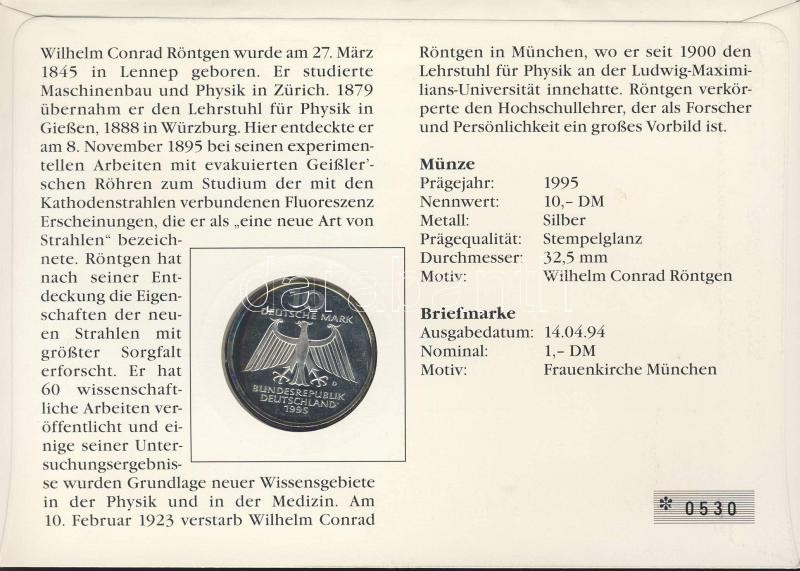 Wilhelm Conrad Röntgen wurde am 27. März
1845 in Lennep geboren. Er studierte
Maschinenbau und Physik in Zürich. 1879
übernahm er den Lehrstuhl für Physik in
Gießen, 1888 in Würzburg. Hier entdeckte er
am 8. November 1895 bei seinen experimen-
tellen Arbeiten mit evakuierten Geißler'-
schen Röhren zum Studium der mit den
Kathodenstrahlen verbundenen Fluoreszenz
Erscheinungen, die er als „eine neue Art von
Strahlen“ bezeich-
nete. Röntgen hat
nach seiner Ent-
deckung die Eigen-
schaften der neu-
en Strahlen mit
größter Sorgfalt
erforscht. Er hat
60 wissenschaft-
liche Arbeiten ver-
öffentlicht und ei-
nige seiner Unter-
suchungsergebnis-
se wurden Grundlage neuer Wissensgebiete
in der Physik und in der Medizin. Am
10. Februar 1923 verstarb Wilhelm Conrad
Röntgen in München, wo er seit 1900 den
Lehrstuhl für Physik an der Ludwig-Maximi-
lians-Universität innehatte. Röntgen verkör-
perte den Hochschullehrer, der als Forscher
und Persönlichkeit ein großes Vorbild ist.
Münze
Prägejahr: 1995
Nennwert: 10,– DM
Metall: Silber
Prägequalität: Stempelglanz
Durchmesser: 32,5 mm
Motiv: Wilhelm Conrad Röntgen
Briefmarke
Ausgabedatum: 14.04.94
Nominal: 1,– DM
Motiv: Frauenkirche München
10
DEUTSCHE MARK
D
BUNDESREPUBLIK
DEUTSCHLAND
1995
darabanth
* 0530